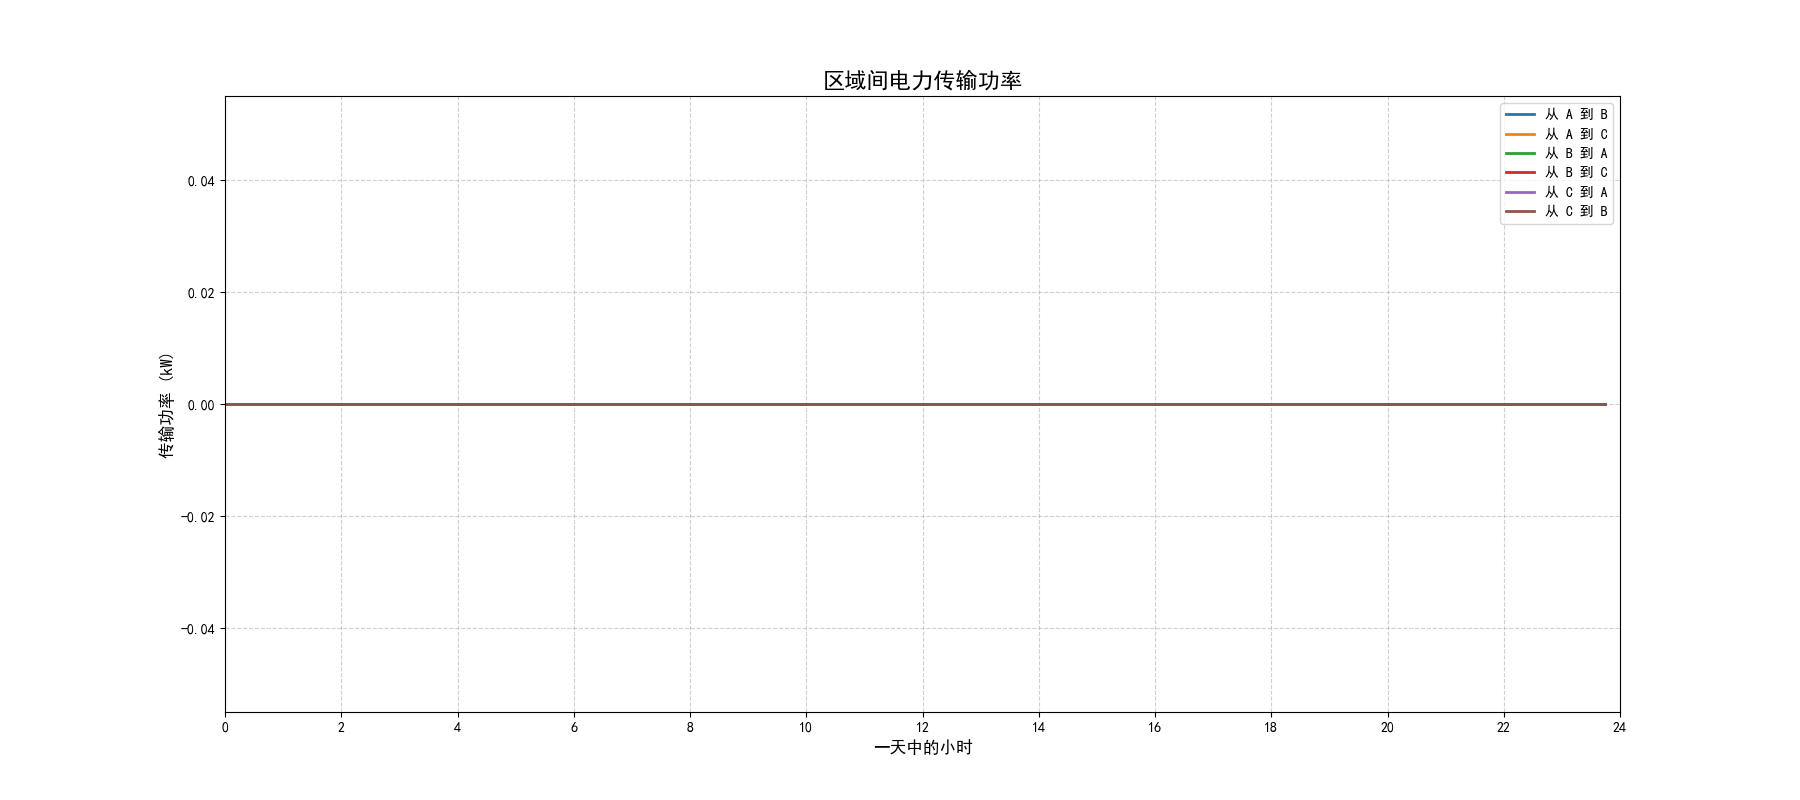 区域间电力传输功率
从 A 到 B
从 A 到 C
从 B 到 A
从 B 到 C
从 C 到 A
从 C 到 B
传输功率 (kW)
0.04
0.02
0.00
−0.02
−0.04
0 2 4 6 8 10 12 14 16 18 20 22 24
一天中的小时